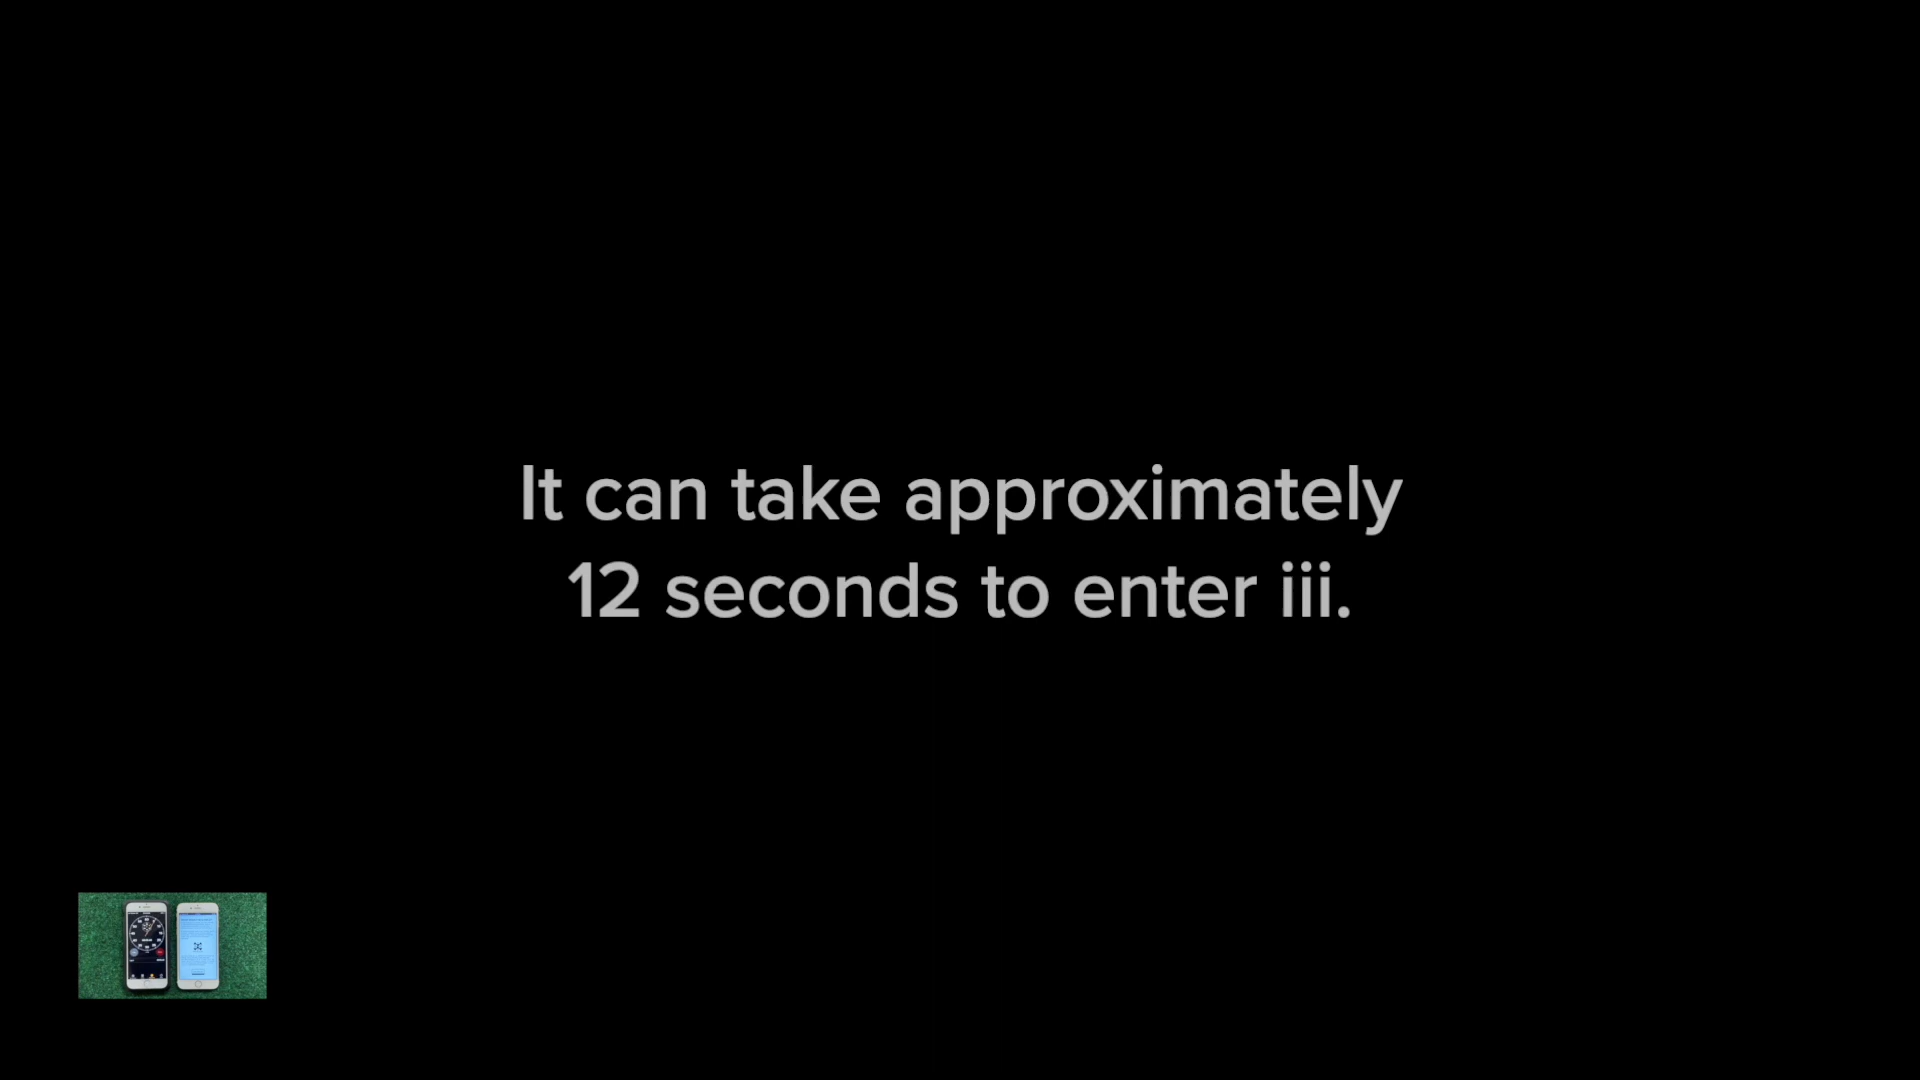 It can take approximately
12 seconds to enter iii.